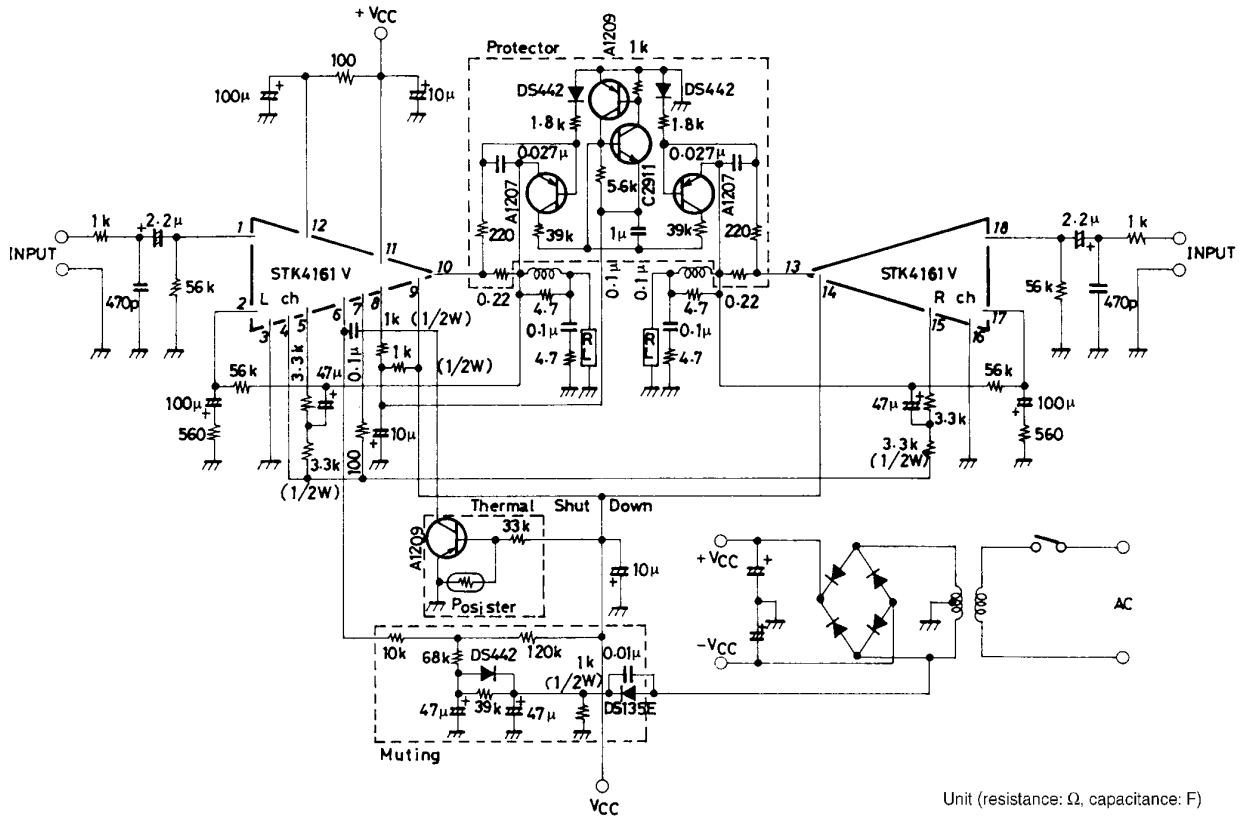 + VCC
100
100μ
+
10μ
+
Protector
A1209
1k
DS442
DS442
1.8k
1.8k
0.027μ
0.027μ
A1207
5.6k
C2911
A1207
220
39k
1μ
39k
220
1k
2.2μ
+
INPUT
470p
56k
1
12
11
10
STK4161 V
L ch
2
3
4
5
6
7
8
9
0.22
4.7
0.1μ
4.7
RL
0.1μ
0.1μ
4.7
0.1μ
4.7
RL
0.22
13
14
STK4161 V
R ch
15
16
17
18
2.2μ
+
1k
INPUT
56k
470p
1k (1/2W)
1k
(1/2W)
0.1μ
3.3k
47μ
+
56k
100μ
+
560
3.3k
(1/2W)
100
10μ
+
56k
47μ
+
3.3k
3.3k
(1/2W)
100μ
+
560
Thermal Shut Down
A1209
33k
Posister
10μ
+
+VCC
+
+
−VCC
AC
10k
120k
68k
DS442
39k
47μ
+
47μ
+
1k
(1/2W)
0.01μ
DS135E
Muting
VCC
Unit (resistance: Ω, capacitance: F)